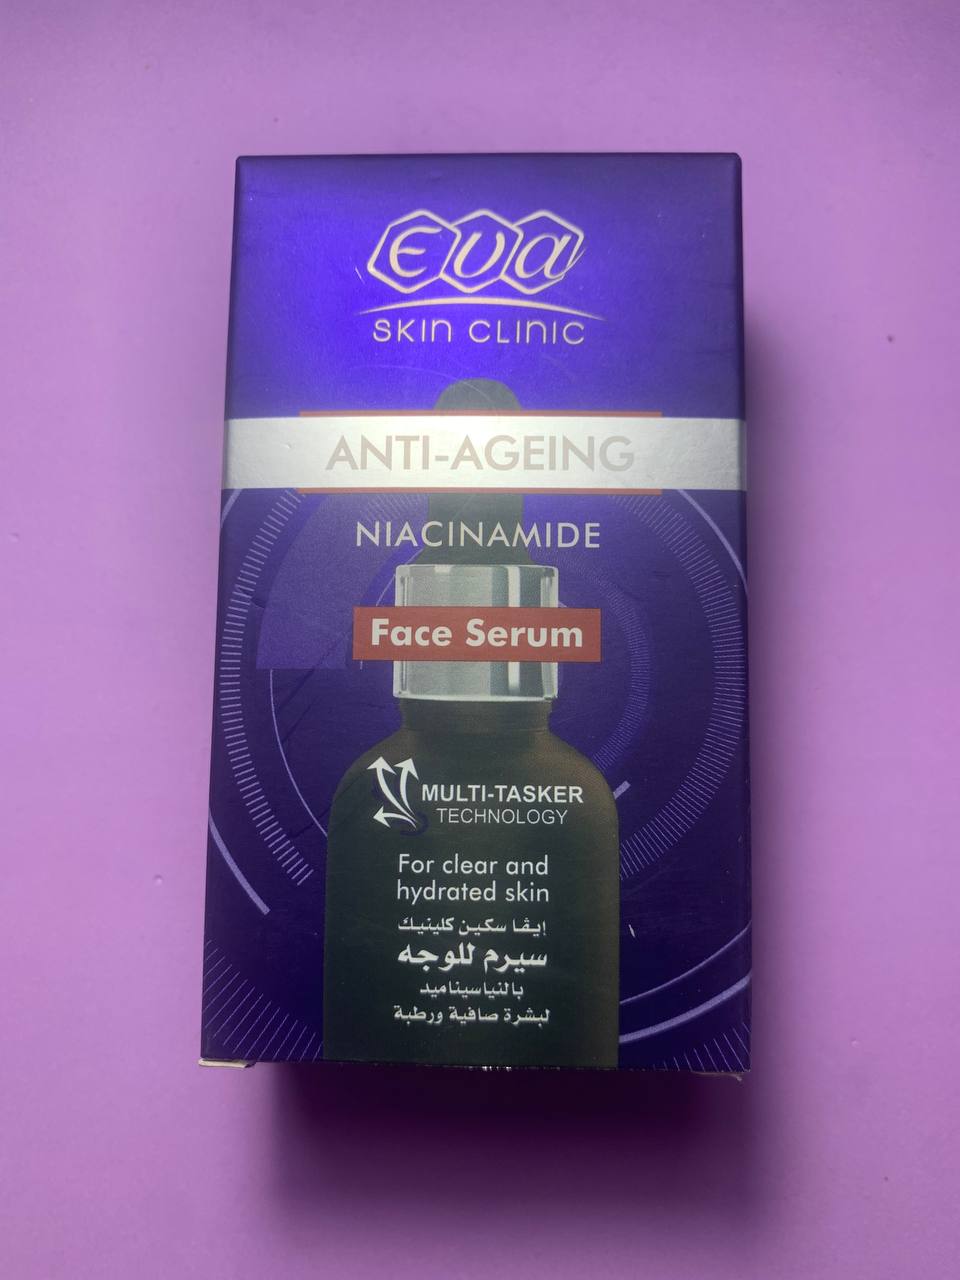 Eva
SKIN CLINIC
ANTI-AGEING
NIACINAMIDE
Face Serum
MULTI-TASKER
TECHNOLOGY
For clear and
hydrated skin
إيڤا سكين كلينيك
سيرم للوجه
بالنياسيناميد
لبشرة صافية ورطبة